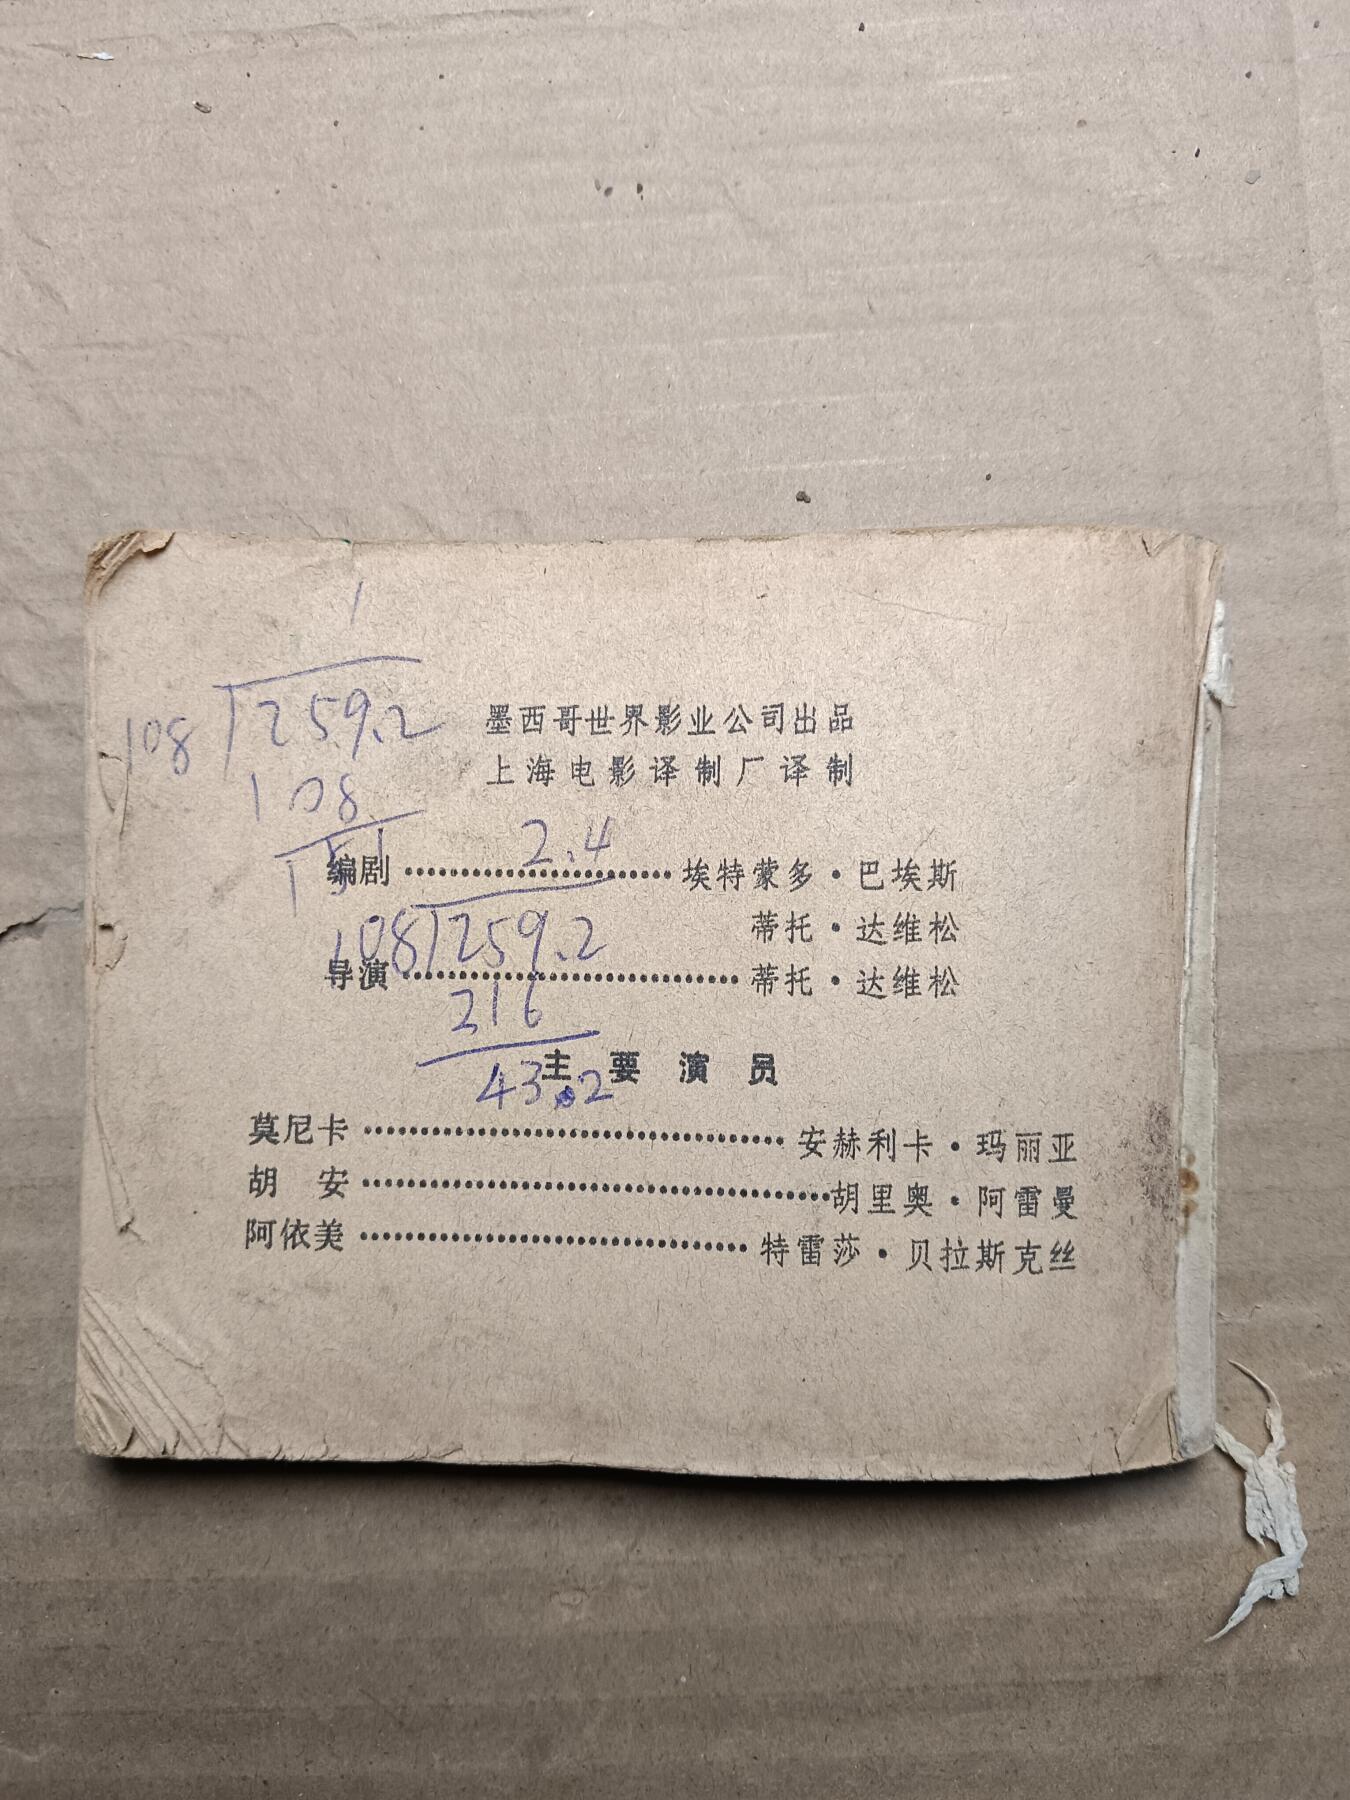 1
108 259.2
108
151
墨西哥世界影业公司出品
上海电影译制厂译制
编剧……………………埃特蒙多·巴埃斯
蒂托·达维松
导演…………………………蒂托·达维松
2.4
108 259.2
216
43.2
主要演员
莫尼卡…………………………………安赫利卡·玛丽亚
胡 安……………………………………胡里奥·阿雷曼
阿依美………………………………特雷莎·贝拉斯克丝